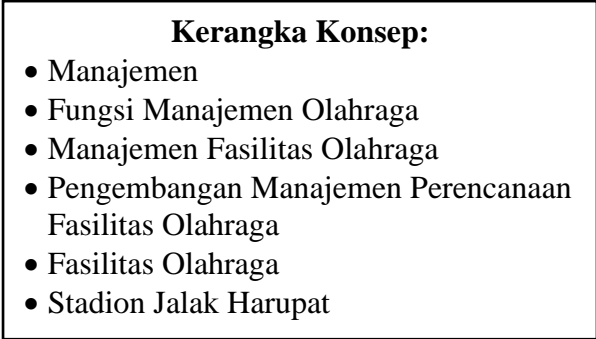 Kerangka Konsep:
• Manajemen
• Fungsi Manajemen Olahraga
• Manajemen Fasilitas Olahraga
• Pengembangan Manajemen Perencanaan
Fasilitas Olahraga
• Fasilitas Olahraga
• Stadion Jalak Harupat